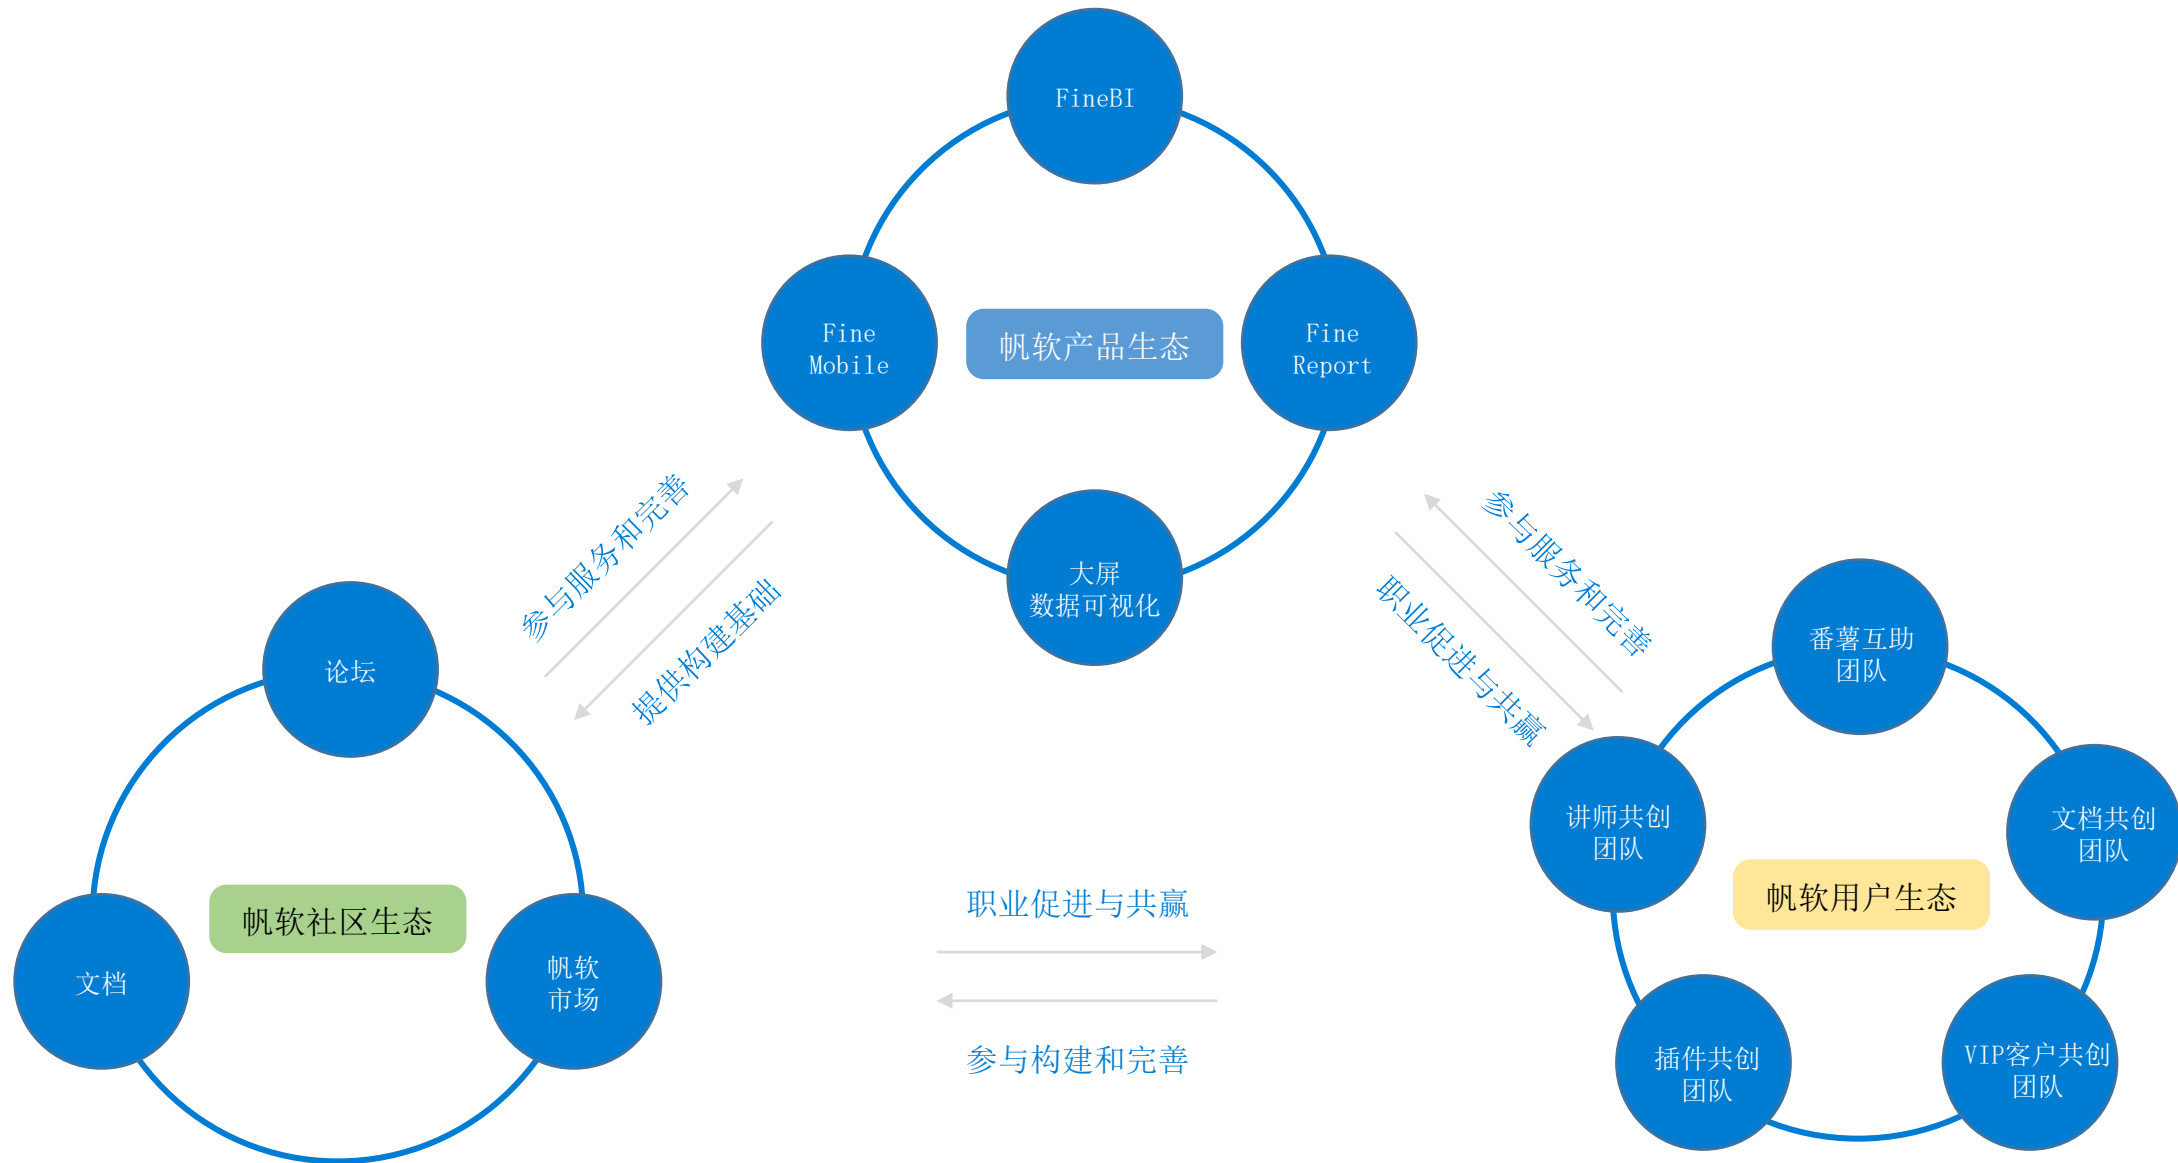 FineBI
Fine
Mobile
帆软产品生态
Fine
Report
大屏
数据可视化
参与服务和完善
提供构建基础
参与服务和完善
职业促进与共赢
论坛
文档
帆软社区生态
帆软
市场
职业促进与共赢
参与构建和完善
番薯互助
团队
讲师共创
团队
文档共创
团队
帆软用户生态
插件共创
团队
VIP客户共创
团队